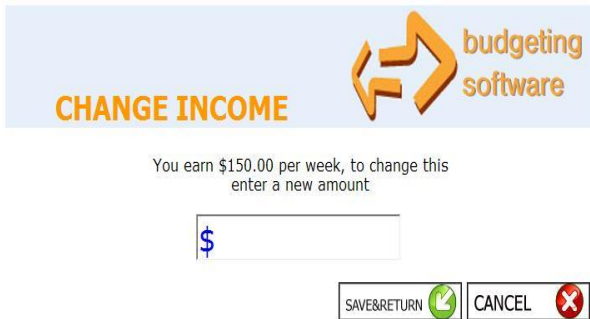 budgeting
software
CHANGE INCOME
You earn $150.00 per week, to change this
enter a new amount
$
SAVE&RETURN
CANCEL